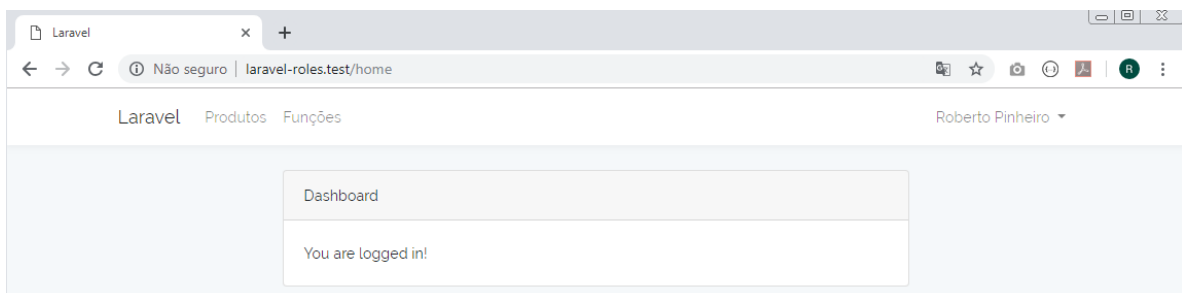 Laravel
Não seguro | laravel-roles.test/home
R
Laravel Produtos Funções Roberto Pinheiro
Dashboard
You are logged in!